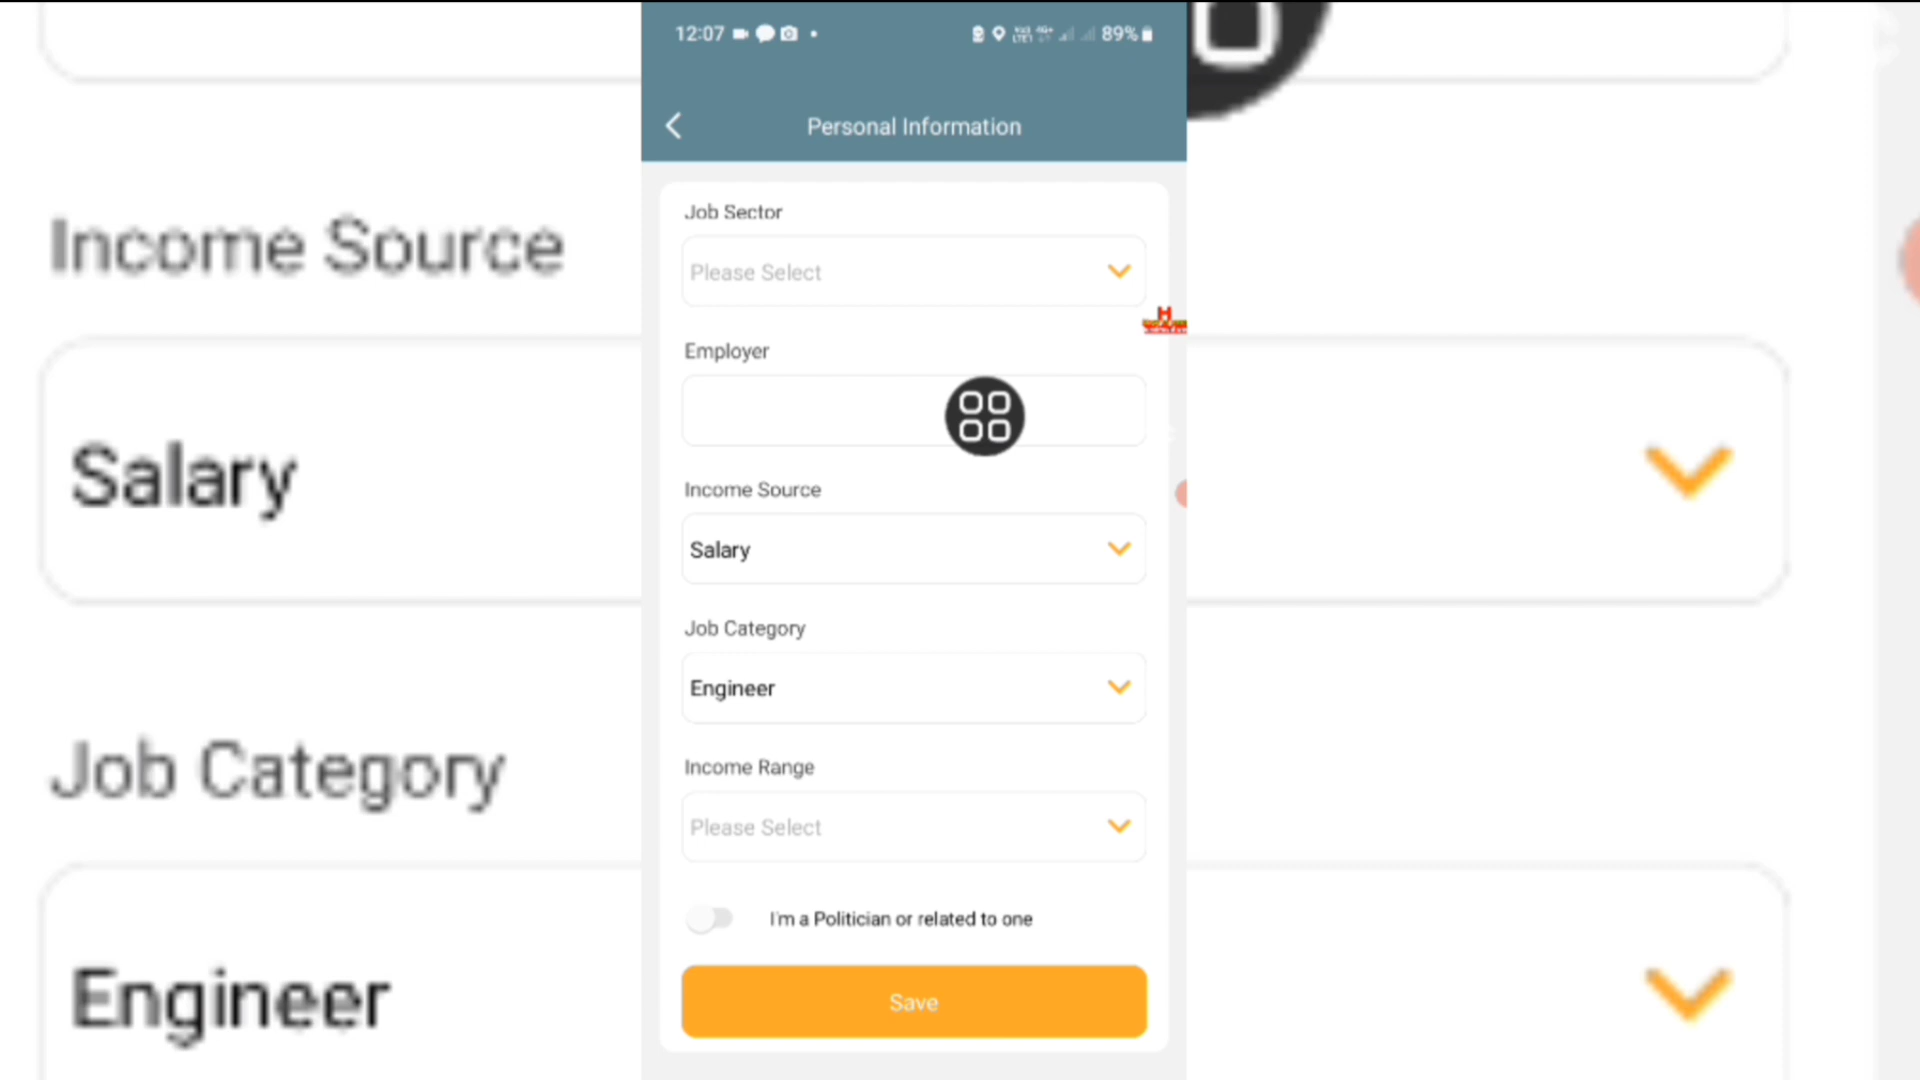 12:07
89%
Personal Information
Job Sector
Please Select
Employer
Income Source
Salary
Job Category
Engineer
Income Range
Please Select
I'm a Politician or related to one
Save
Income Source
Salary
Job Category
Engineer